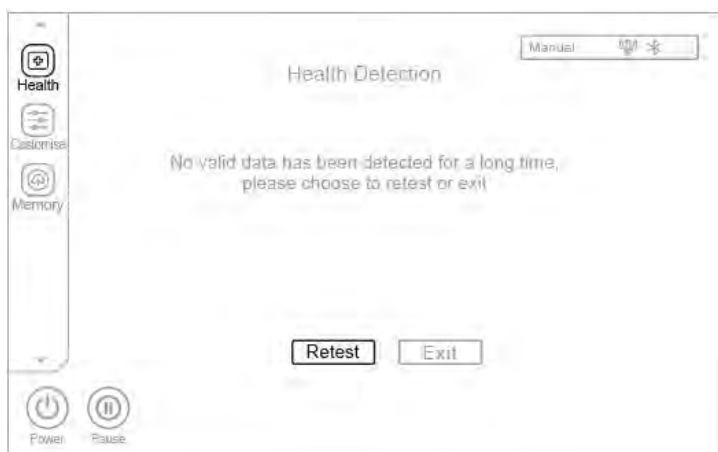 Health
Customise
Memory
Manual
Health Detection
No valid data has been detected for a long time,
please choose to retest or exit
Retest
Exit
Power
Pause